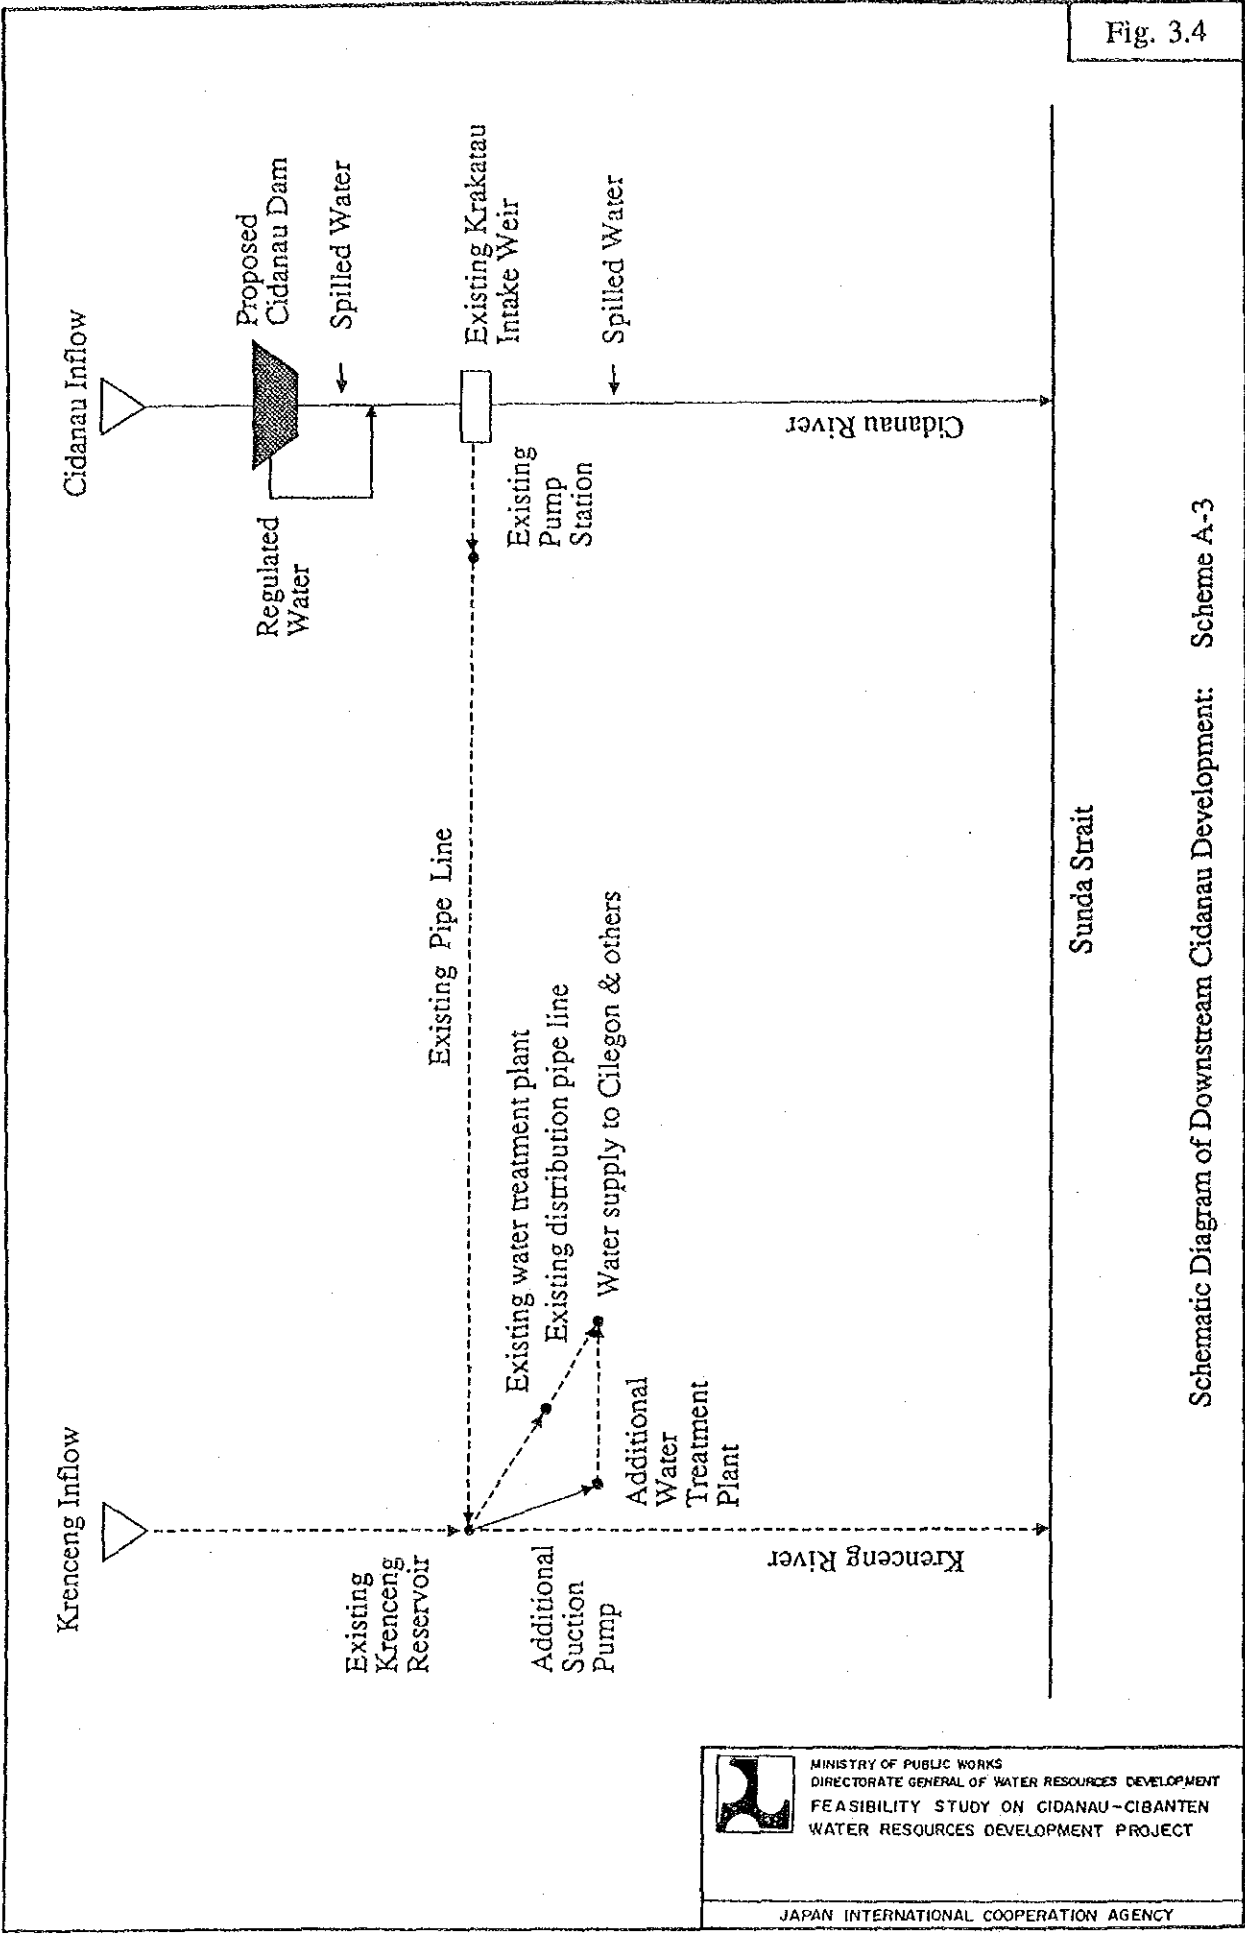 Fig. 3.4
Krenceng Inflow
Cidanau Inflow
Existing
Krenceng
Reservoir
Regulated
Water
Proposed
Cidanau Dam
Spilled Water
Existing Pipe Line
Existing Krakatau
Intake Weir
Additional
Suction
Pump
Existing water treatment plant
Existing distribution pipe line
Water supply to Cilegon & others
Existing
Pump
Station
Spilled Water
Additional
Water
Treatment
Plant
Krenceng River
Cidanau River
Sunda Strait
Schematic Diagram of Downstream Cidanau Development: Scheme A-3
MINISTRY OF PUBLIC WORKS
DIRECTORATE GENERAL OF WATER RESOURCES DEVELOPMENT
FEASIBILITY STUDY ON CIDANAU-CIBANTEN
WATER RESOURCES DEVELOPMENT PROJECT
JAPAN INTERNATIONAL COOPERATION AGENCY